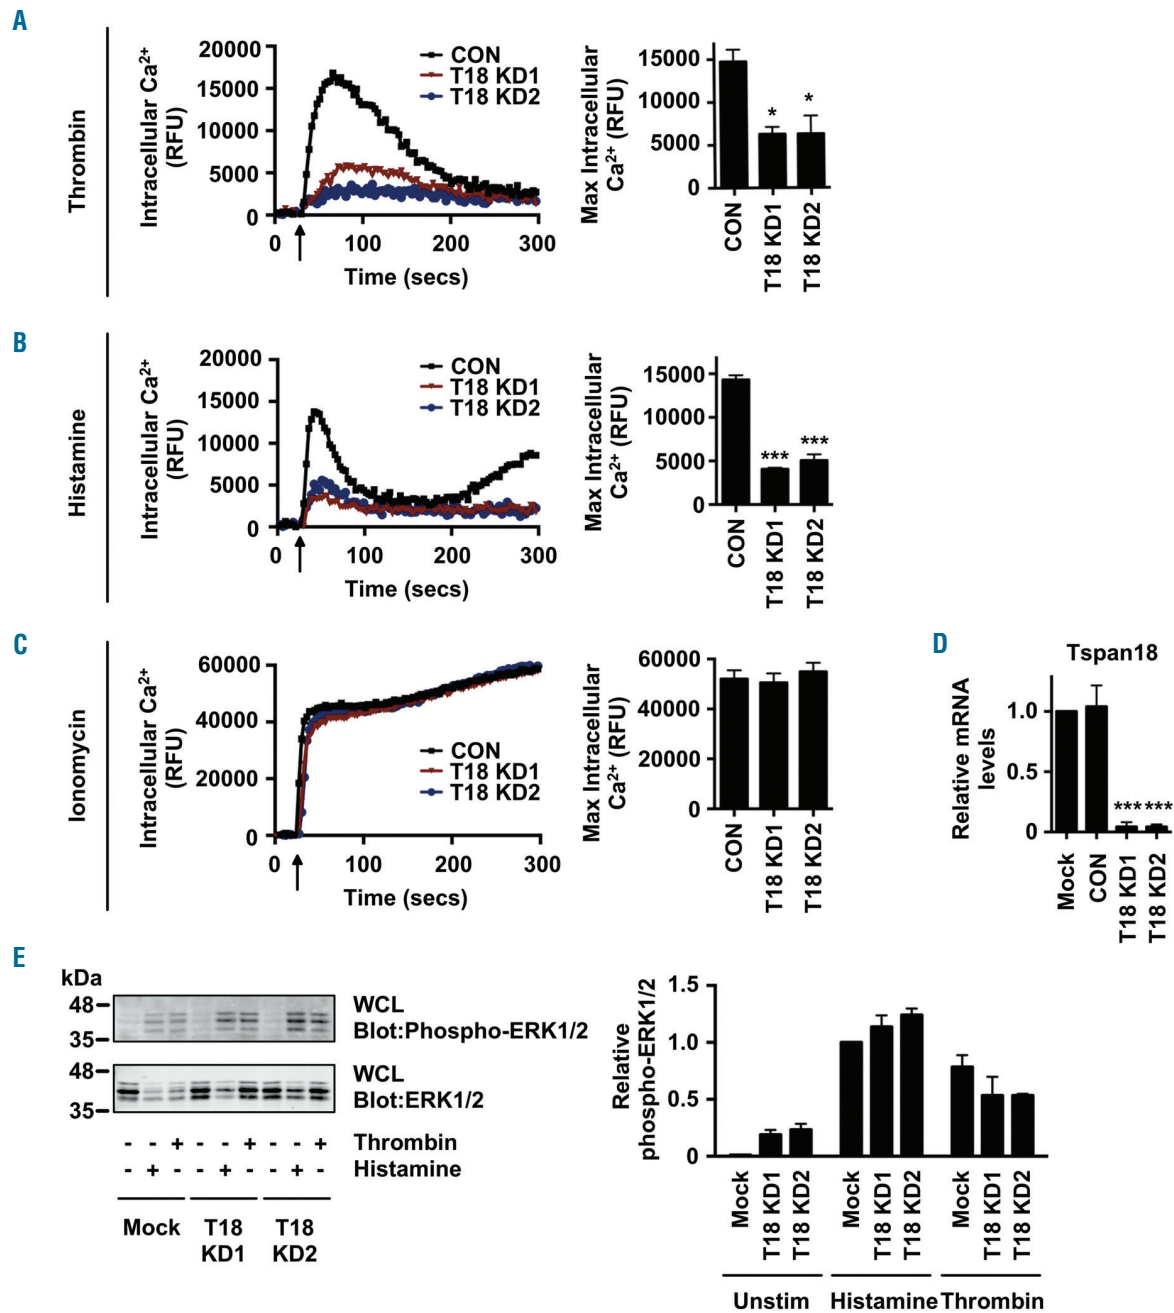 A
Thrombin
Intracellular Ca²⁺
(RFU)
20000
15000
10000
5000
0
CON
T18 KD1
T18 KD2
0 100 200 300
Time (secs)
Max Intracellular
Ca²⁺ (RFU)
15000
10000
5000
0
* *
CON
T18 KD1
T18 KD2
B
Histamine
Intracellular Ca²⁺
(RFU)
20000
15000
10000
5000
0
CON
T18 KD1
T18 KD2
0 100 200 300
Time (secs)
Max Intracellular
Ca²⁺ (RFU)
15000
10000
5000
0
*** ***
CON
T18 KD1
T18 KD2
C
Ionomycin
Intracellular Ca²⁺
(RFU)
60000
40000
20000
0
CON
T18 KD1
T18 KD2
0 100 200 300
Time (secs)
Max Intracellular
Ca²⁺ (RFU)
60000
40000
20000
0
CON
T18 KD1
T18 KD2
D
Tspan18
Relative mRNA
levels
1.0
0.5
0
*** ***
Mock
CON
T18 KD1
T18 KD2
E
kDa
48
35
WCL
Blot:Phospho-ERK1/2
48
35
WCL
Blot:ERK1/2
- - + - - + - - + Thrombin
- + - - + - - + - Histamine
Mock T18 T18
KD1 KD2
Relative
phospho-ERK1/2
1.5
1.0
0.5
0
Mock
T18 KD1
T18 KD2
Mock
T18 KD1
T18 KD2
Mock
T18 KD1
T18 KD2
Unstim Histamine Thrombin